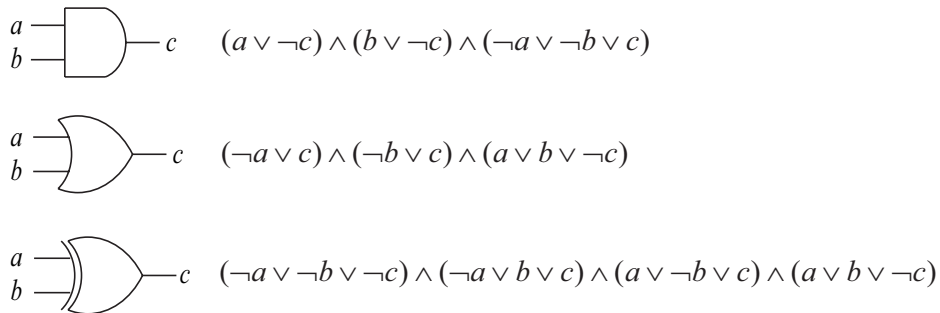 a
b
c (a ∨ ¬c) ∧ (b ∨ ¬c) ∧ (¬a ∨ ¬b ∨ c)
a
b
c (¬a ∨ c) ∧ (¬b ∨ c) ∧ (a ∨ b ∨ ¬c)
a
b
c (¬a ∨ ¬b ∨ ¬c) ∧ (¬a ∨ b ∨ c) ∧ (a ∨ ¬b ∨ c) ∧ (a ∨ b ∨ ¬c)